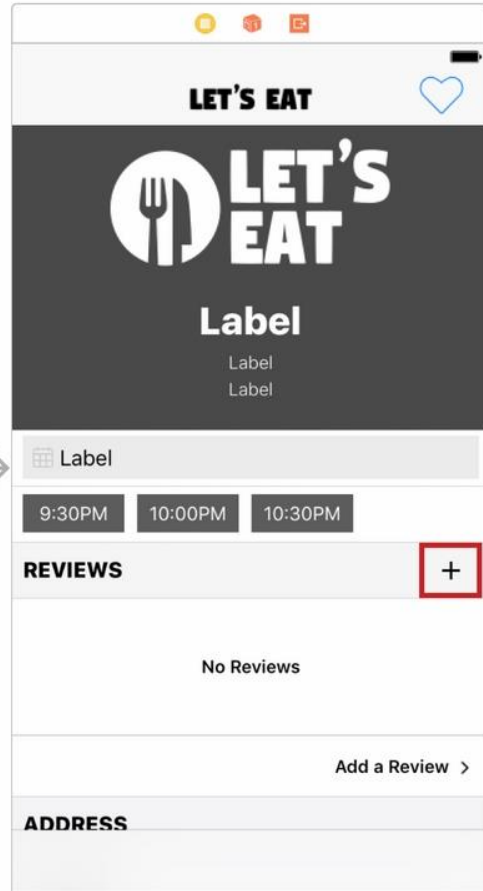 LET'S EAT
LET'S
EAT
Label
Label
Label
Label
9:30PM 10:00PM 10:30PM
REVIEWS +
No Reviews
Add a Review >
ADDRESS